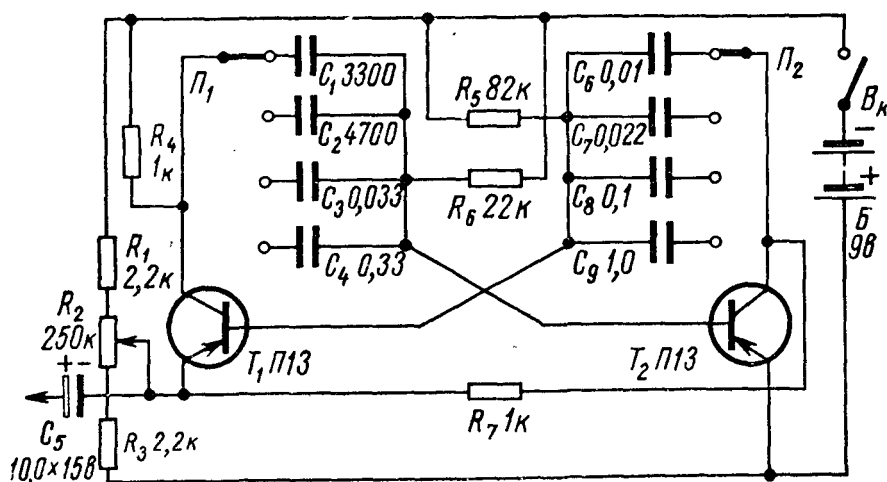 П₁
C₁ 3300
C₆ 0,01
П₂
R₅ 82к
Вк
R₄
1к
C₂ 4700
C₇ 0,022
C₃ 0,033
R₆ 22к
C₈ 0,1
Б
9в
R₁
2,2к
C₄ 0,33
C₉ 1,0
R₂
250к
T₁ П13
T₂ П13
+ -
R₇ 1к
C₅
R₃ 2,2к
10,0×15в
-
+